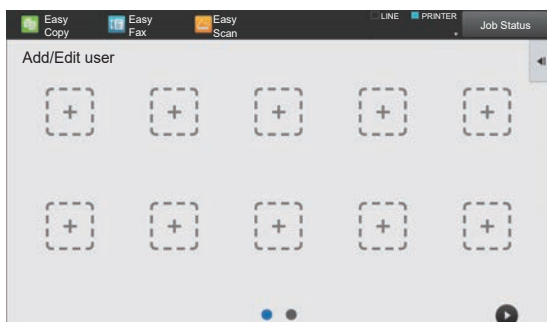 Easy
Copy
Easy
Fax
Easy
Scan
LINE
PRINTER
Job Status
Add/Edit user